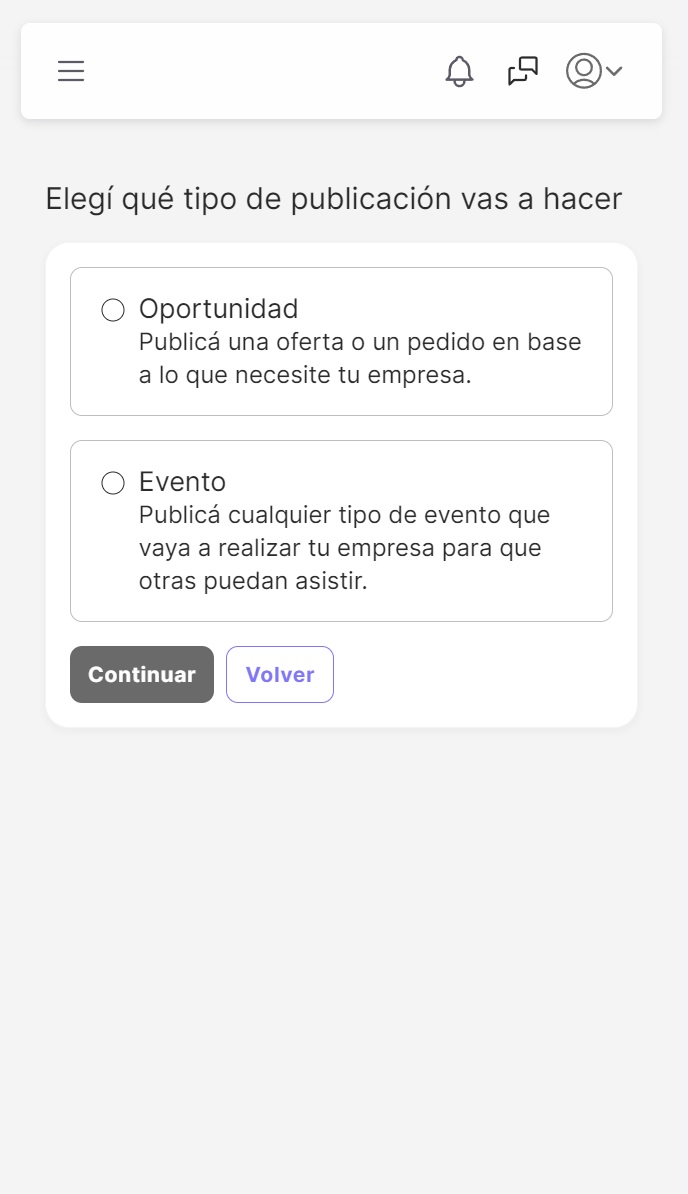 Elegí qué tipo de publicación vas a hacer
Oportunidad
Publicá una oferta o un pedido en base
a lo que necesite tu empresa.
Evento
Publicá cualquier tipo de evento que
vaya a realizar tu empresa para que
otras puedan asistir.
Continuar
Volver